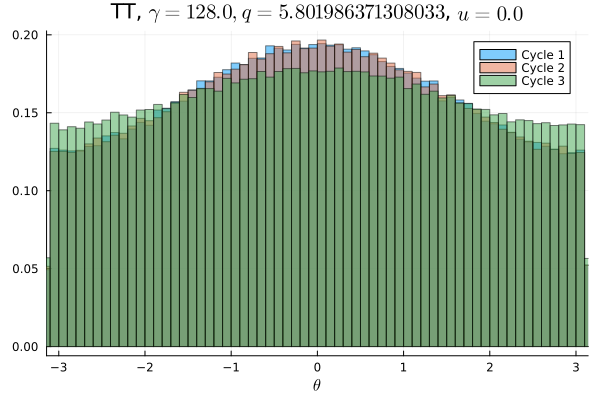 TT, γ = 128.0, q = 5.801986371308033, u = 0.0
0.20
0.15
0.10
0.05
0.00
Cycle 1
Cycle 2
Cycle 3
−3 −2 −1 0 1 2 3
θ